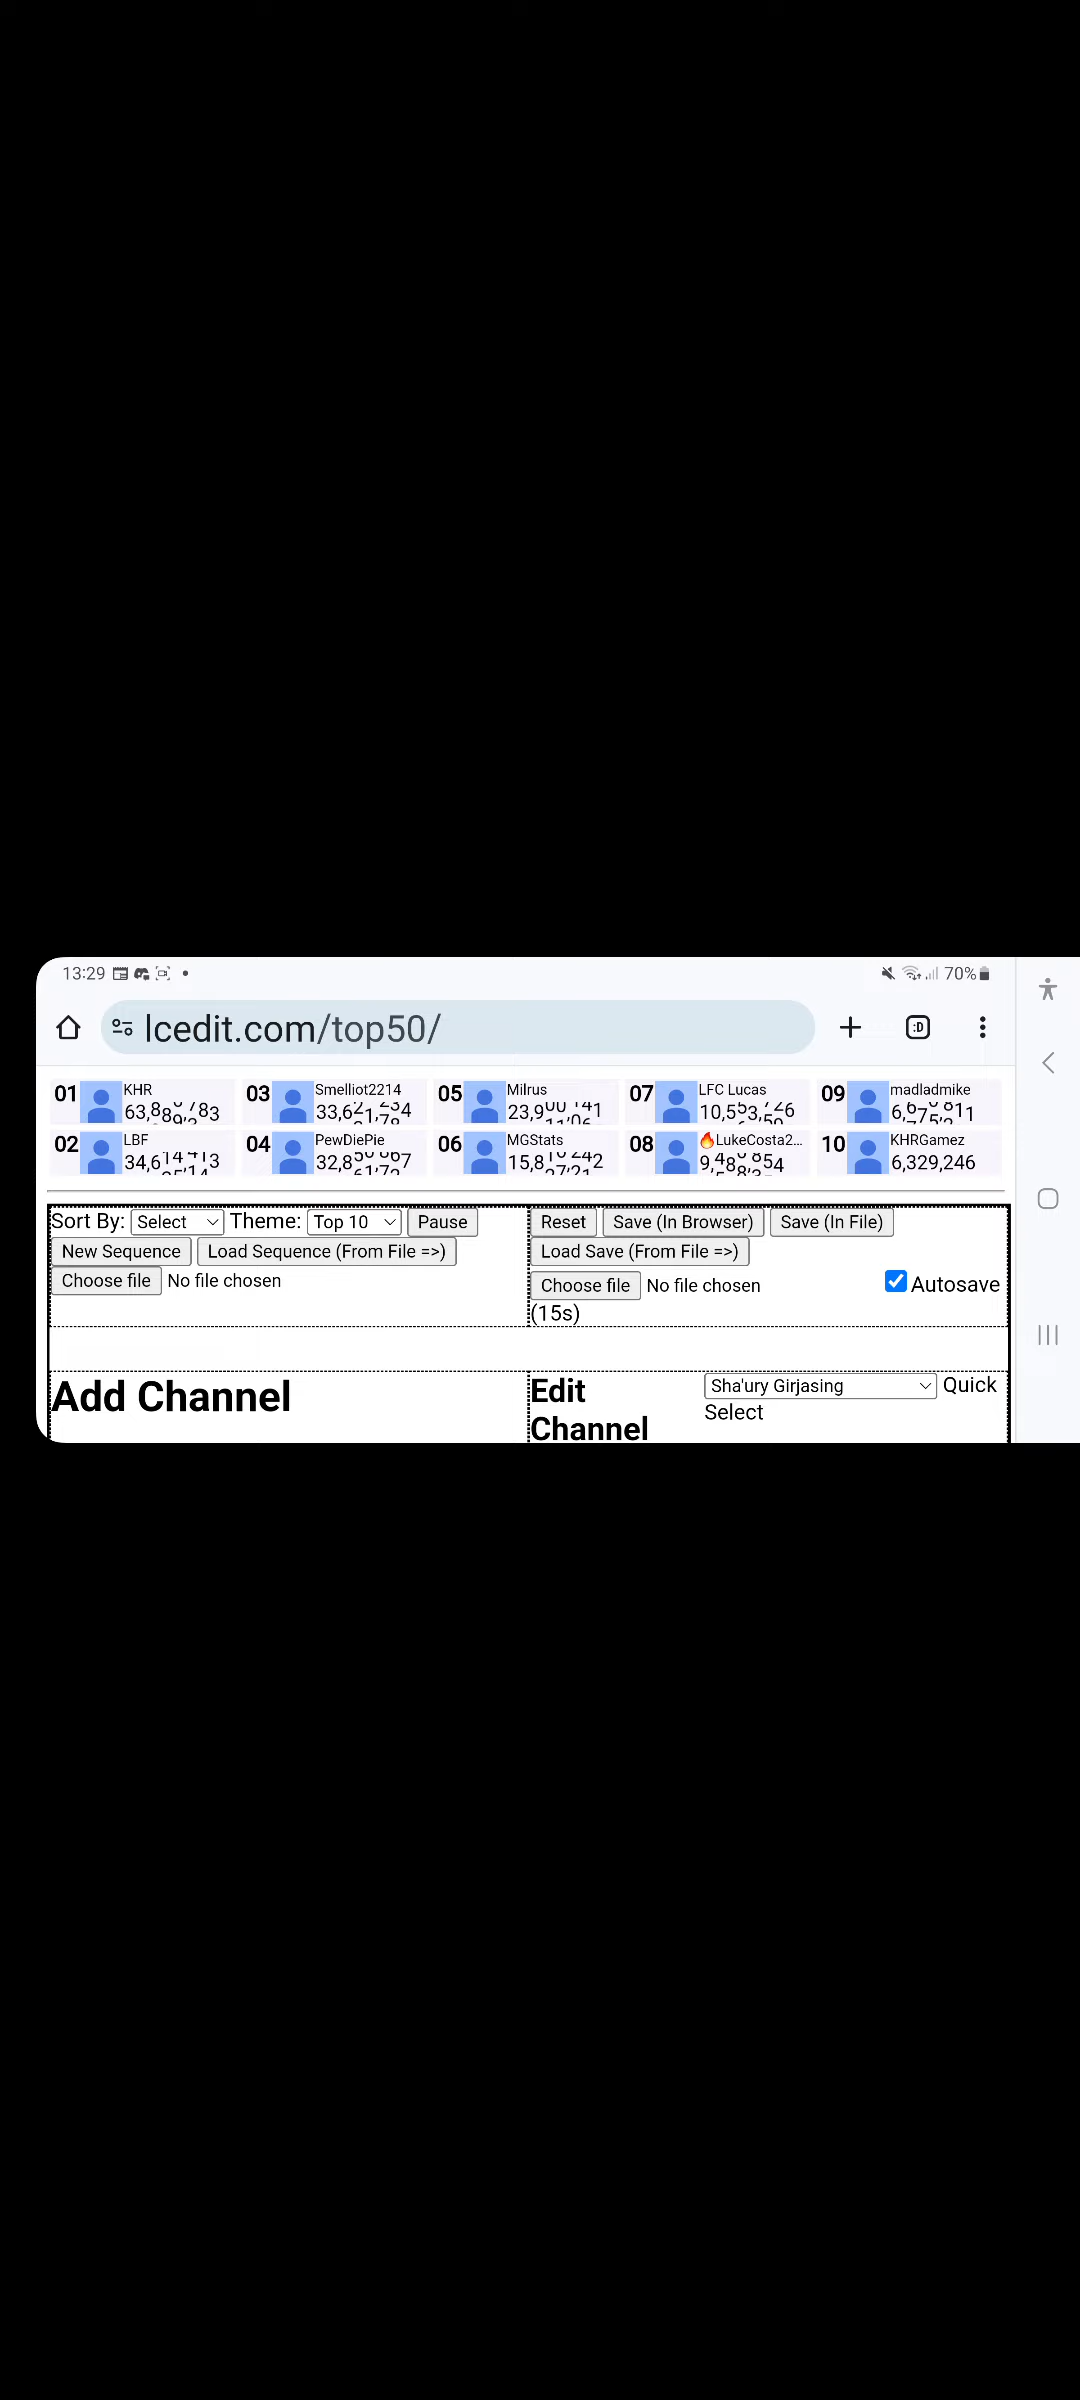 13:29
70%
lcedit.com/top50/
:D
01 KHR
03 Smelliot2214
05 Milrus
07 LFC Lucas
09 madladmike
02 LBF
04 PewDiePie
06 MGStats
08 🔥LukeCosta2...
10 KHRGamez
6,329,246
Sort By: Select Theme: Top 10 Pause
New Sequence Load Sequence (From File =>)
Choose file No file chosen
Reset Save (In Browser) Save (In File)
Load Save (From File =>)
Choose file No file chosen Autosave
(15s)
Add Channel
Edit
Channel
Sha'ury Girjasing Quick
Select